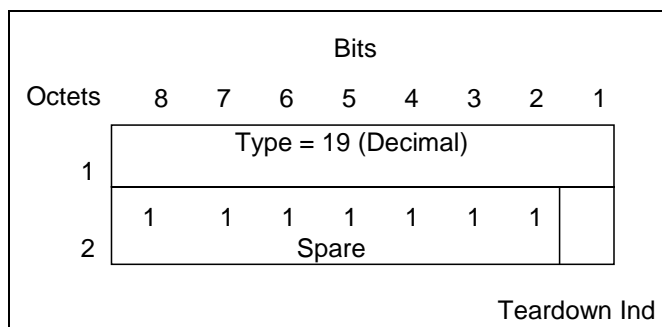 Bits
Octets 8 7 6 5 4 3 2 1
Type = 19 (Decimal)
1
1 1 1 1 1 1 1
2 Spare
Teardown Ind